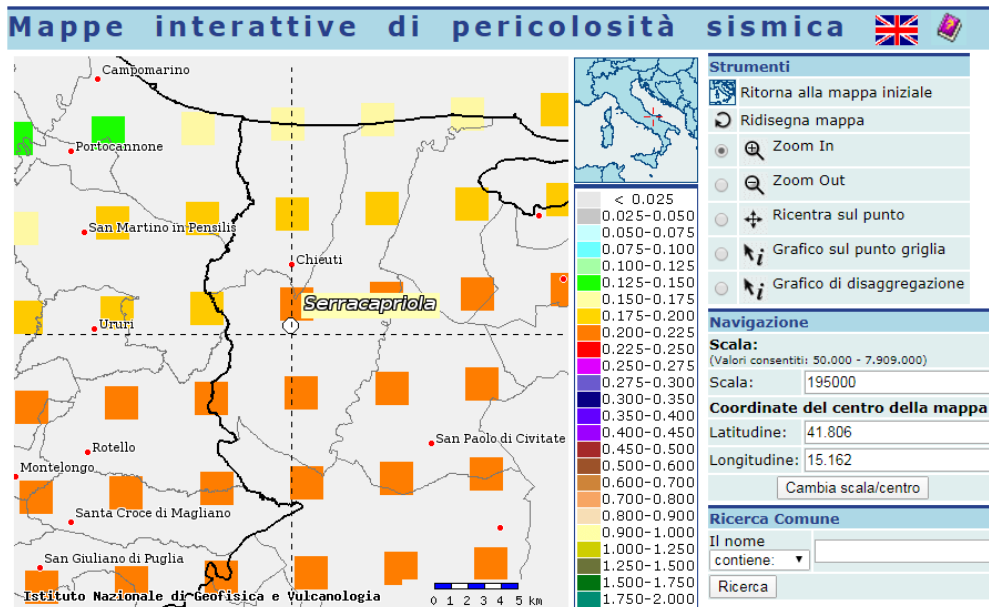 Mappe interattive di pericolosità sismica
Campomarino
Portocannone
San Martino in Pensilis
Chieuti
Serracapriola
Ururi
San Paolo di Civitate
Rotello
Montelongo
Santa Croce di Magliano
San Giuliano di Puglia
Istituto Nazionale di Geofisica e Vulcanologia
0 1 2 3 4 5 km
< 0.025
0.025-0.050
0.050-0.075
0.075-0.100
0.100-0.125
0.125-0.150
0.150-0.175
0.175-0.200
0.200-0.225
0.225-0.250
0.250-0.275
0.275-0.300
0.300-0.350
0.350-0.400
0.400-0.450
0.450-0.500
0.500-0.600
0.600-0.700
0.700-0.800
0.800-0.900
0.900-1.000
1.000-1.250
1.250-1.500
1.500-1.750
1.750-2.000
Strumenti
Ritorna alla mappa iniziale
Ridisegna mappa
Zoom In
Zoom Out
Ricentra sul punto
Grafico sul punto griglia
Grafico di disaggregazione
Navigazione
Scala:
(Valori consentiti: 50.000 - 7.909.000)
Scala: 195000
Coordinate del centro della mappa
Latitudine: 41.806
Longitudine: 15.162
Cambia scala/centro
Ricerca Comune
Il nome
contiene:
Ricerca